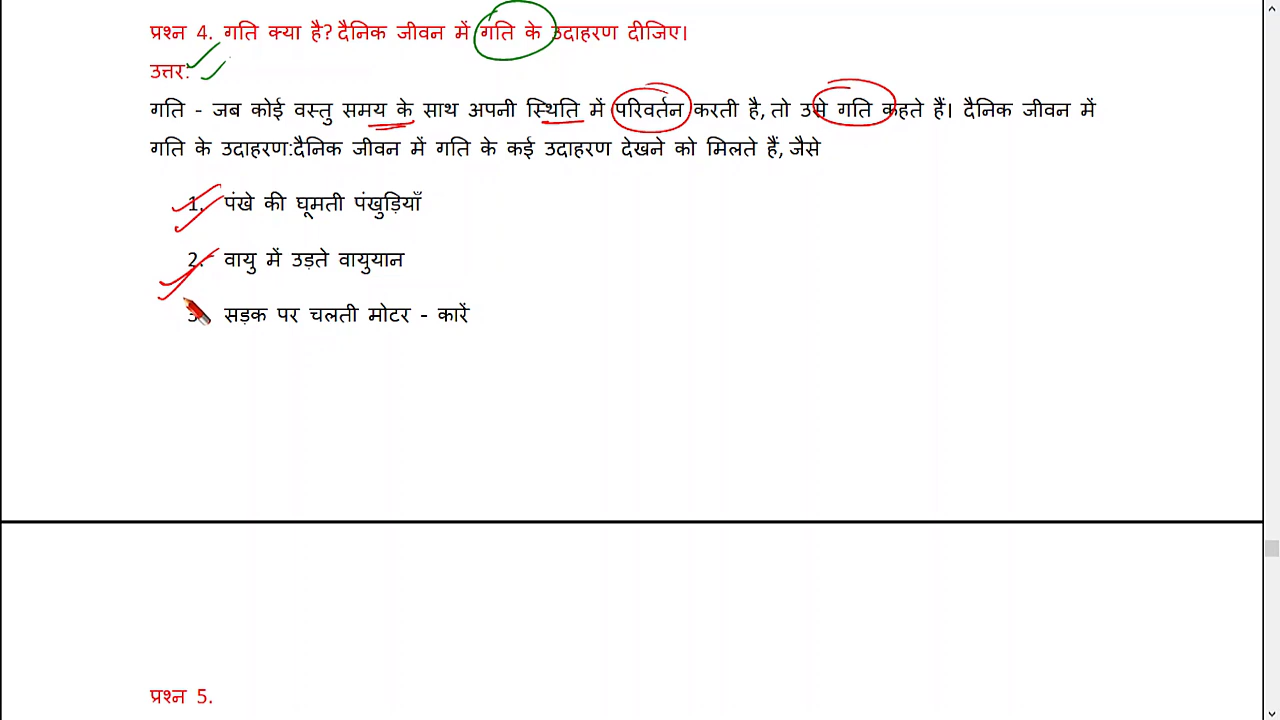 प्रश्न 4. गति क्या है? दैनिक जीवन में गति के उदाहरण दीजिए।
उत्तर:
गति - जब कोई वस्तु समय के साथ अपनी स्थिति में परिवर्तन करती है, तो उसे गति कहते हैं। दैनिक जीवन में
गति के उदाहरण:दैनिक जीवन में गति के कई उदाहरण देखने को मिलते हैं, जैसे
1. पंखे की घूमती पंखुड़ियाँ
2. वायु में उड़ते वायुयान
3. सड़क पर चलती मोटर - कारें
प्रश्न 5.